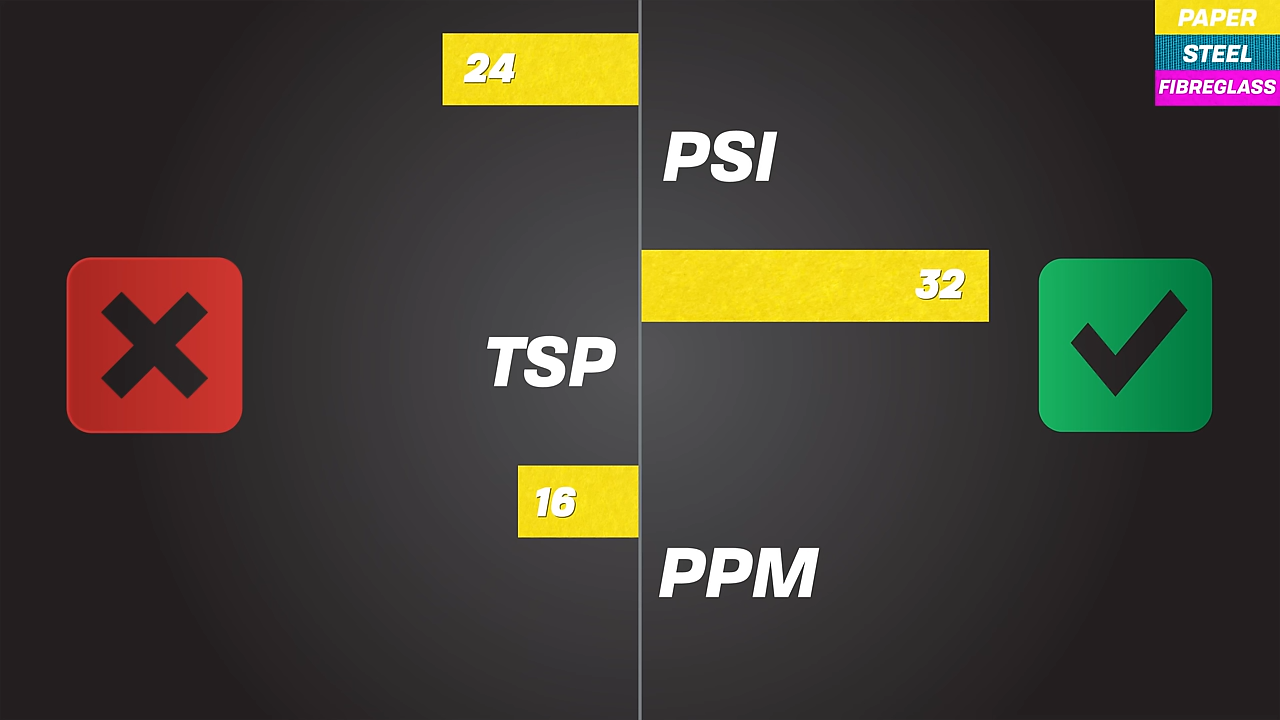 PAPER
STEEL
FIBREGLASS
24
PSI
32
TSP
16
PPM